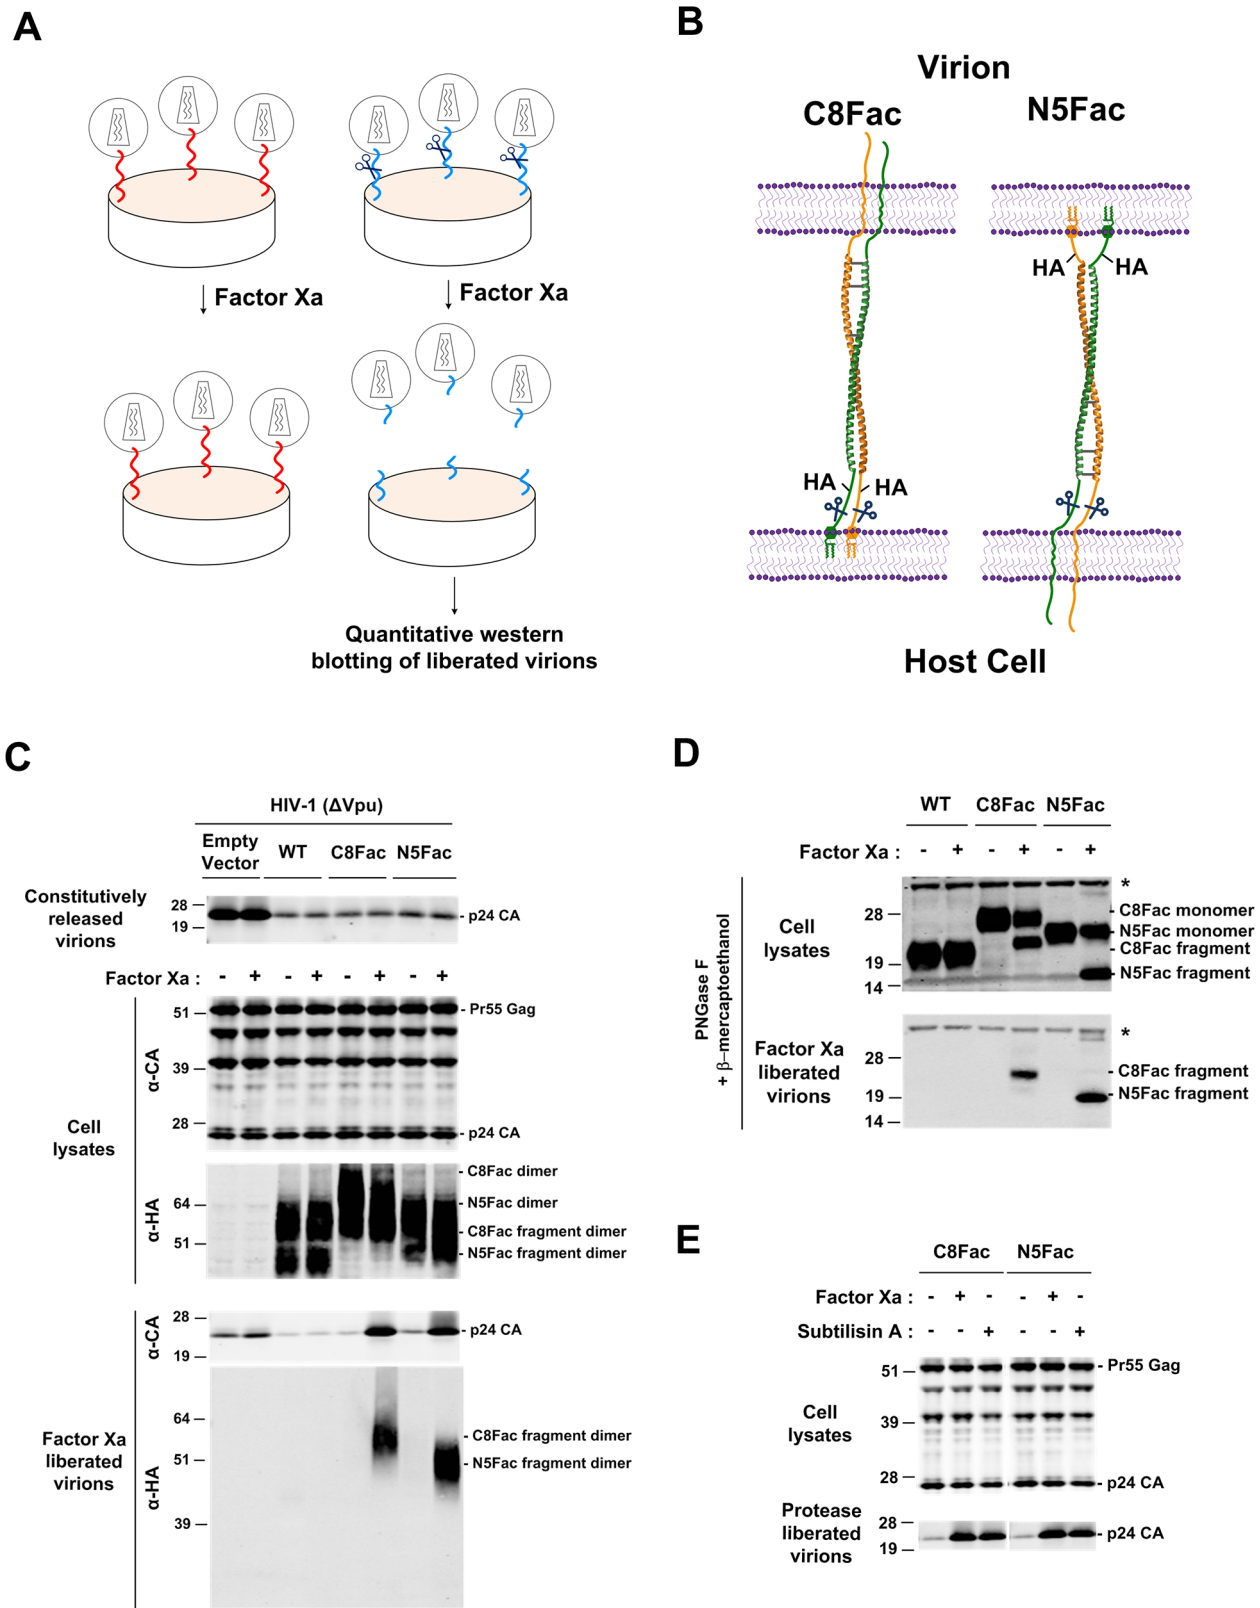 A
Factor Xa
Factor Xa
Quantitative western
blotting of liberated virions
B
Virion
C8Fac
N5Fac
HA
HA
HA
HA
Host Cell
C
HIV-1 (ΔVpu)
Empty
Vector
WT
C8Fac
N5Fac
Constitutively
released
virions
28
19
p24 CA
Factor Xa : - + - + - + - +
Cell
lysates
α-CA
51
39
28
Pr55 Gag
p24 CA
α-HA
64
51
C8Fac dimer
N5Fac dimer
C8Fac fragment dimer
N5Fac fragment dimer
Factor Xa
liberated
virions
α-CA
28
19
p24 CA
α-HA
64
51
39
C8Fac fragment dimer
N5Fac fragment dimer
D
WT
C8Fac
N5Fac
Factor Xa : - + - + - +
PNGase F
+ β–mercaptoethanol
Cell
lysates
28
19
14
*
C8Fac monomer
N5Fac monomer
C8Fac fragment
N5Fac fragment
Factor Xa
liberated
virions
28
19
14
*
C8Fac fragment
N5Fac fragment
E
C8Fac
N5Fac
Factor Xa : - + - - + -
Subtilisin A : - - + - - +
Cell
lysates
51
39
28
Pr55 Gag
p24 CA
Protease
liberated
virions
28
19
p24 CA